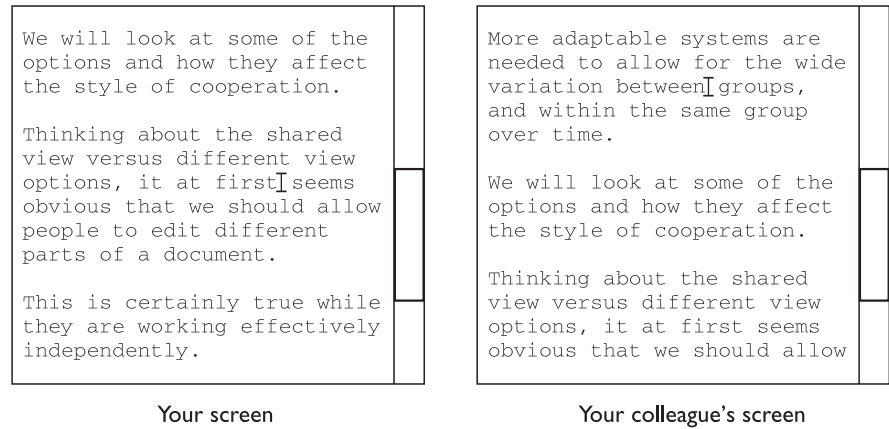 We will look at some of the
options and how they affect
the style of cooperation.
Thinking about the shared
view versus different view
options, it at first seems
obvious that we should allow
people to edit different
parts of a document.
This is certainly true while
they are working effectively
independently.
Your screen
More adaptable systems are
needed to allow for the wide
variation between groups,
and within the same group
over time.
We will look at some of the
options and how they affect
the style of cooperation.
Thinking about the shared
view versus different view
options, it at first seems
obvious that we should allow
Your colleague's screen